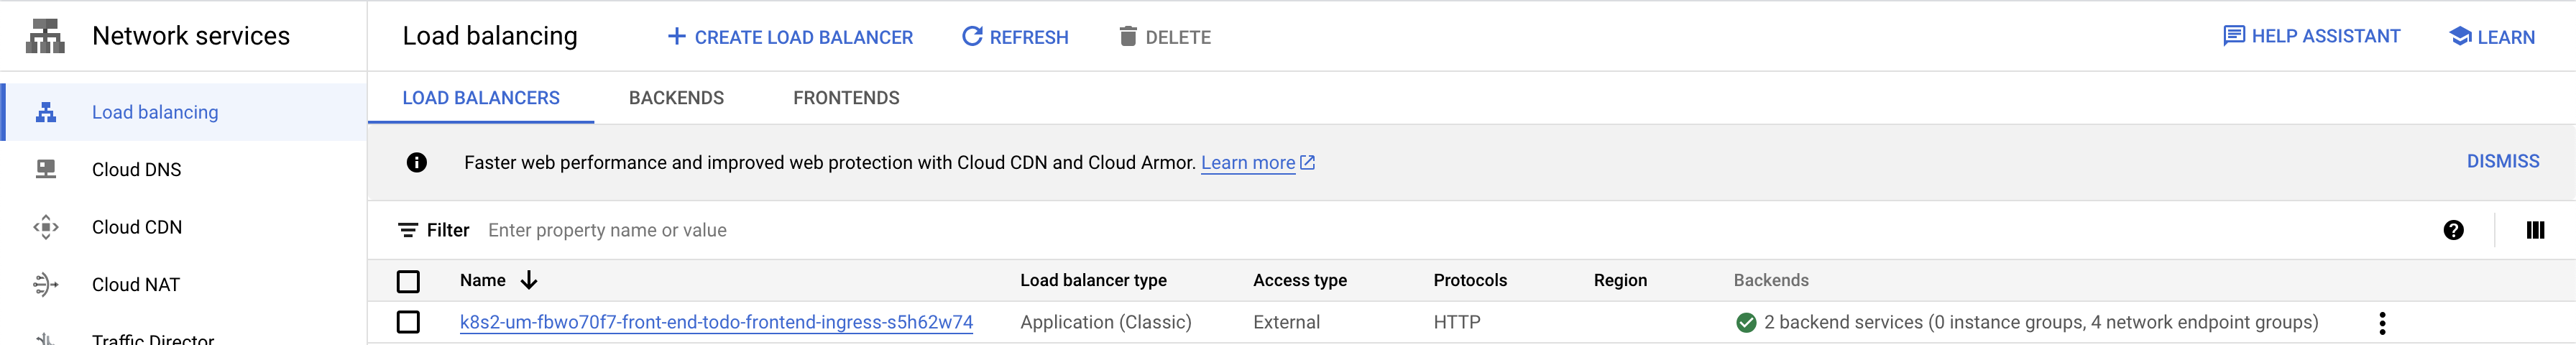 Network services
Load balancing
CREATE LOAD BALANCER
REFRESH
DELETE
HELP ASSISTANT
LEARN
Load balancing
Cloud DNS
Cloud CDN
Cloud NAT
Traffic Director
LOAD BALANCERS
BACKENDS
FRONTENDS
Faster web performance and improved web protection with Cloud CDN and Cloud Armor. Learn more
DISMISS
Filter Enter property name or value
Name Load balancer type Access type Protocols Region Backends
k8s2-um-fbwo70f7-front-end-todo-frontend-ingress-s5h62w74 Application (Classic) External HTTP 2 backend services (0 instance groups, 4 network endpoint groups)